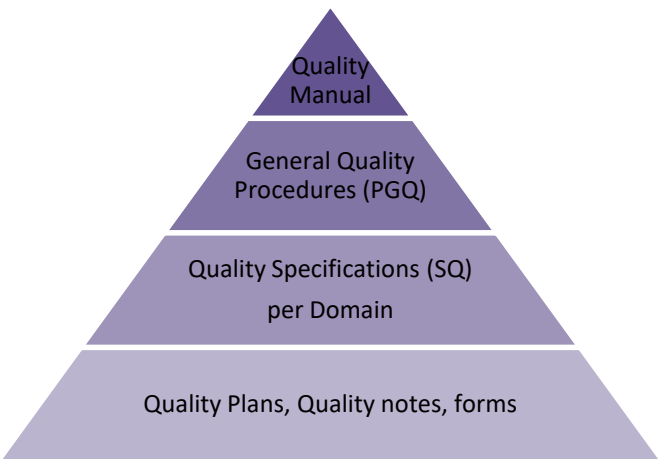 Quality
Manual
General Quality
Procedures (PGQ)
Quality Specifications (SQ)
per Domain
Quality Plans, Quality notes, forms